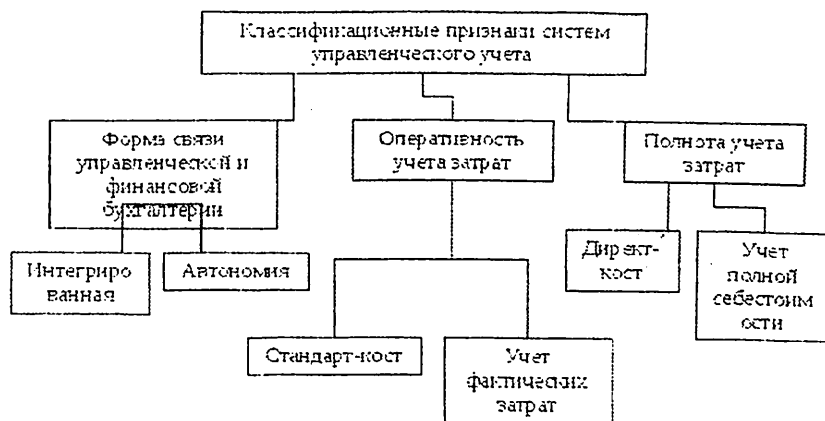 Классификационные признаки систем
управленческого учета
Форма связи
управленческой и
финансовой
бухгалтерии
Оперативность
учета затрат
Полнота учета
затрат
Интегриро
ванная
Автономия
Директ-
кост
Учет
полной
себестоим
ости
Стандарт-кост
Учет
фактических
затрат